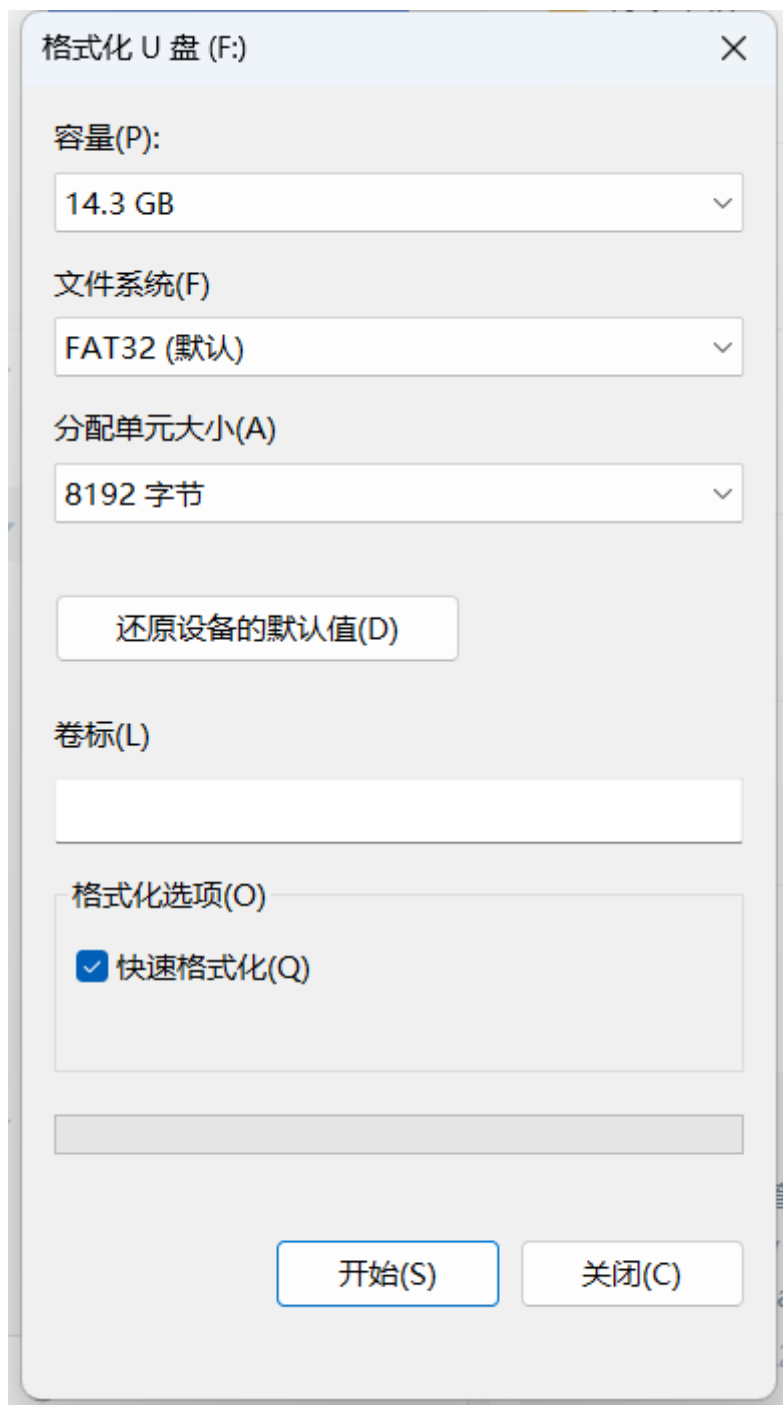 格式化 U 盘 (F:)
容量(P):
14.3 GB
文件系统(F)
FAT32 (默认)
分配单元大小(A)
8192 字节
还原设备的默认值(D)
卷标(L)
格式化选项(O)
快速格式化(Q)
开始(S)
关闭(C)